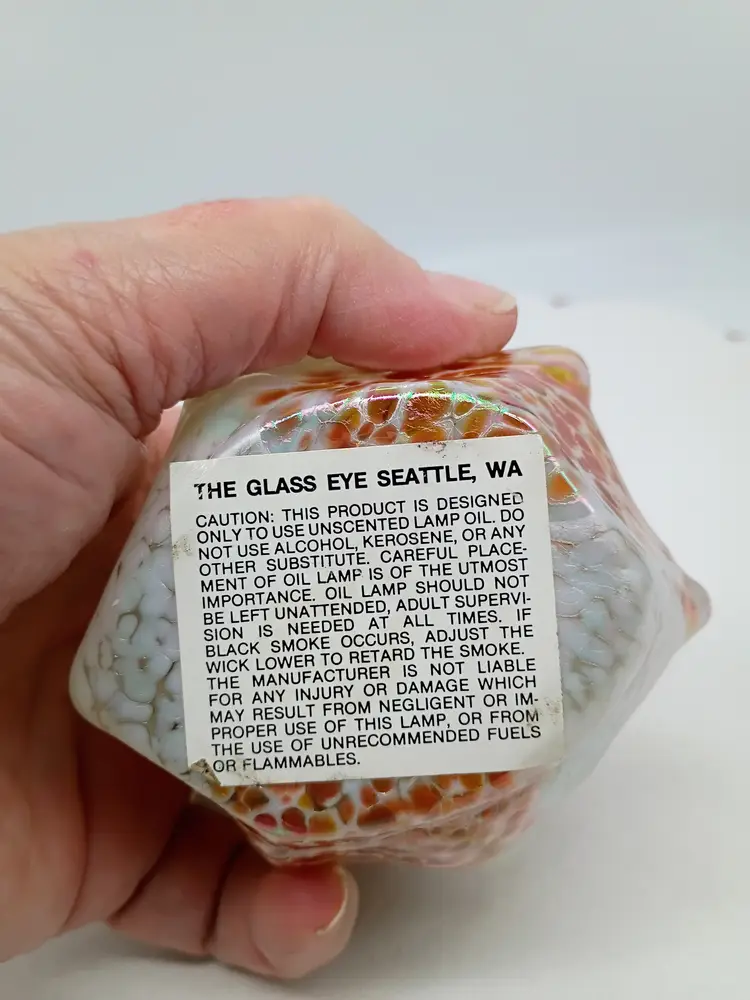 THE GLASS EYE SEATTLE, WA
CAUTION: THIS PRODUCT IS DESIGNED
ONLY TO USE UNSCENTED LAMP OIL. DO
NOT USE ALCOHOL, KEROSENE, OR ANY
OTHER SUBSTITUTE. CAREFUL PLACE-
MENT OF OIL LAMP IS OF THE UTMOST
IMPORTANCE. OIL LAMP SHOULD NOT
BE LEFT UNATTENDED, ADULT SUPERVI-
SION IS NEEDED AT ALL TIMES. IF
BLACK SMOKE OCCURS, ADJUST THE
WICK LOWER TO RETARD THE SMOKE.
THE MANUFACTURER IS NOT LIABLE
FOR ANY INJURY OR DAMAGE WHICH
MAY RESULT FROM NEGLIGENT OR IM-
PROPER USE OF THIS LAMP, OR FROM
THE USE OF UNRECOMMENDED FUELS
OR FLAMMABLES.